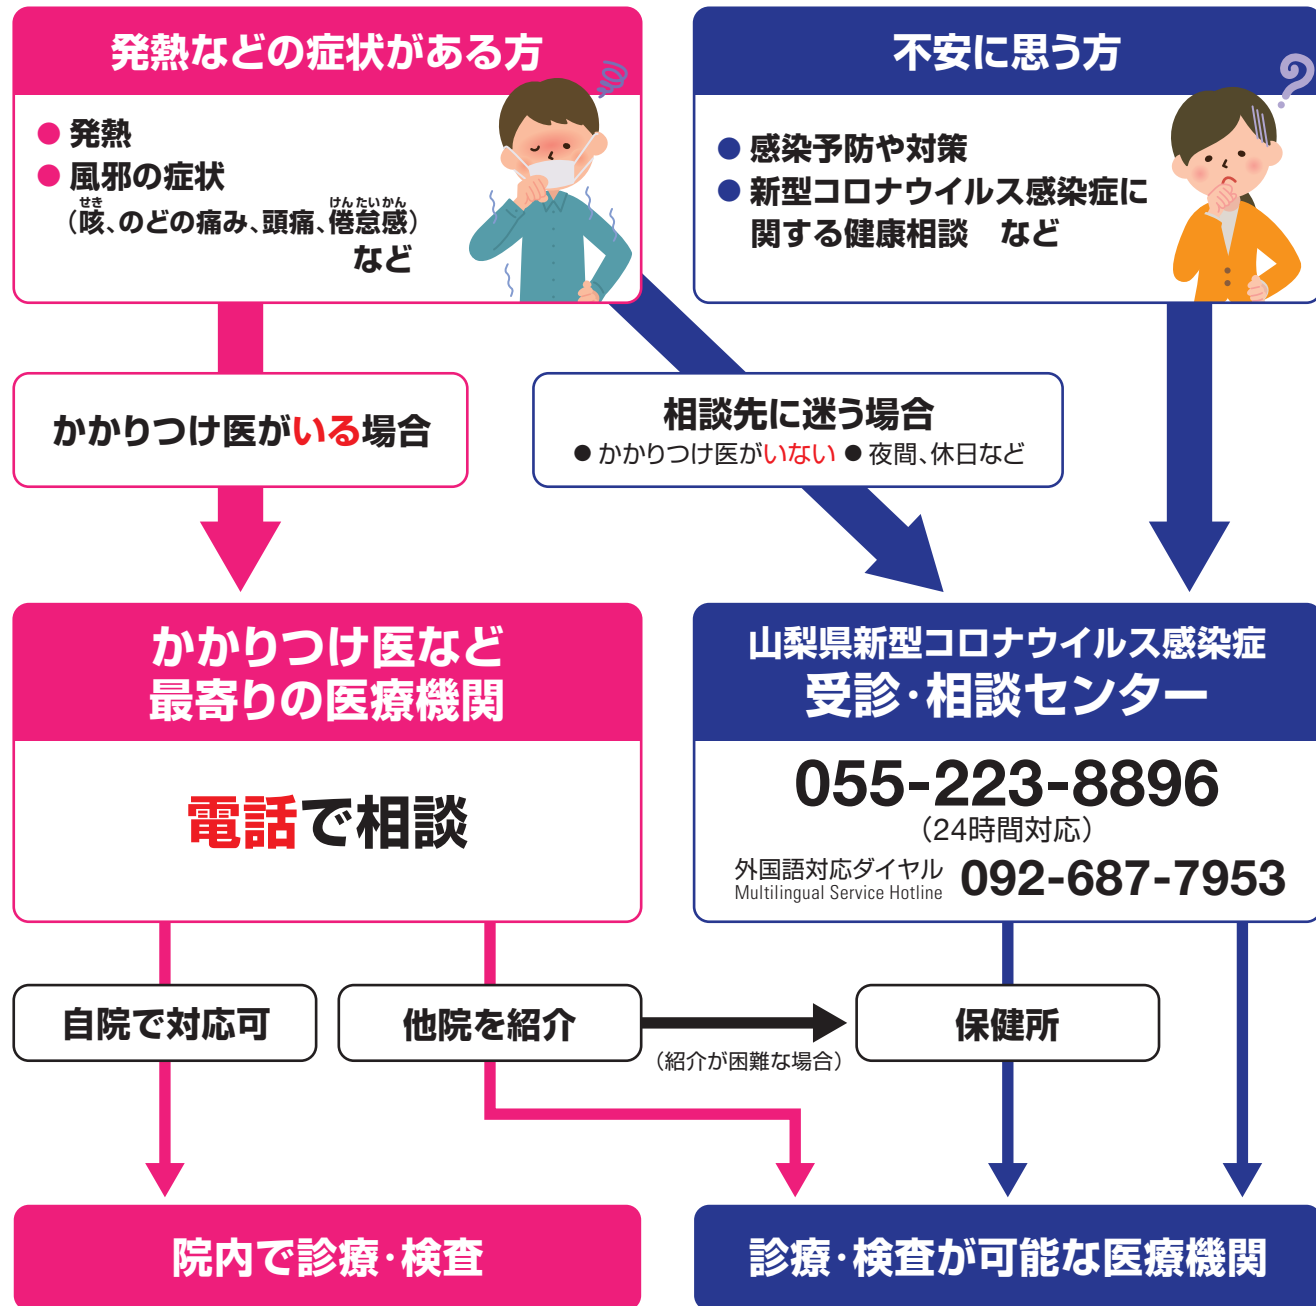 発熱などの症状がある方
● 発熱
● 風邪の症状
せき けんたいかん
（咳、のどの痛み、頭痛、倦怠感）
など
不安に思う方
● 感染予防や対策
● 新型コロナウイルス感染症に
関する健康相談　など
かかりつけ医がいる場合
相談先に迷う場合
● かかりつけ医がいない ● 夜間、休日など
かかりつけ医など
最寄りの医療機関
電話で相談
山梨県新型コロナウイルス感染症
受診・相談センター
055-223-8896
（24時間対応）
外国語対応ダイヤル
Multilingual Service Hotline
092-687-7953
自院で対応可
他院を紹介
（紹介が困難な場合）
保健所
院内で診療・検査
診療・検査が可能な医療機関